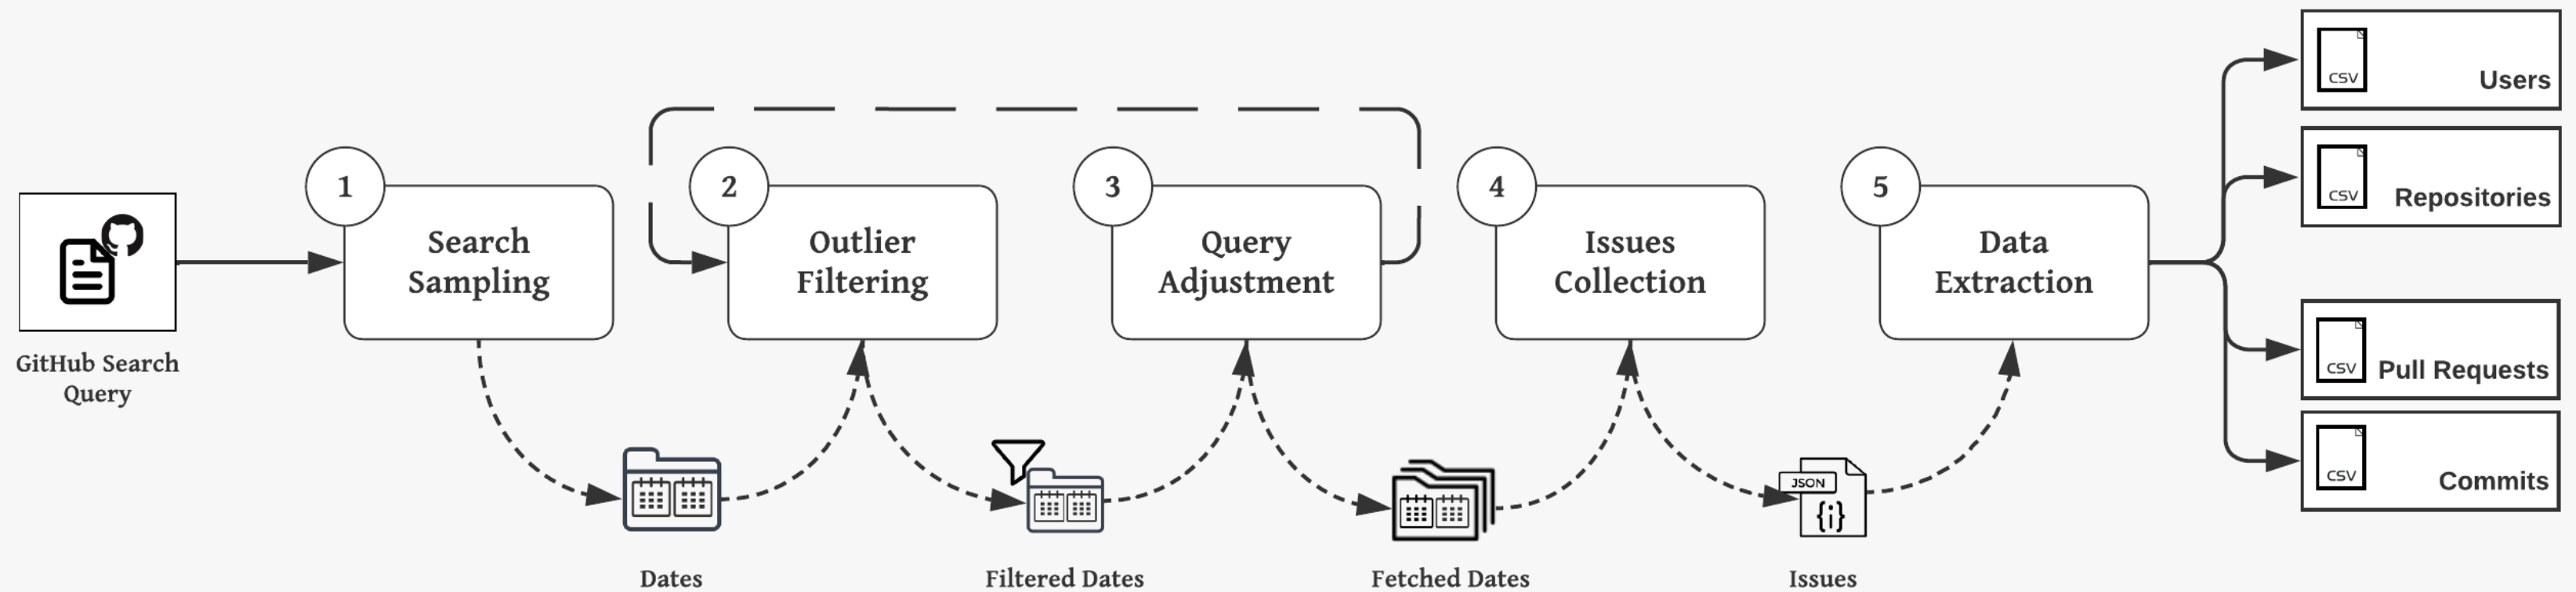 GitHub Search
Query
1
Search
Sampling
2
Outlier
Filtering
3
Query
Adjustment
4
Issues
Collection
5
Data
Extraction
Dates
Filtered Dates
Fetched Dates
JSON
{i}
Issues
CSV
Users
CSV
Repositories
CSV
Pull Requests
CSV
Commits